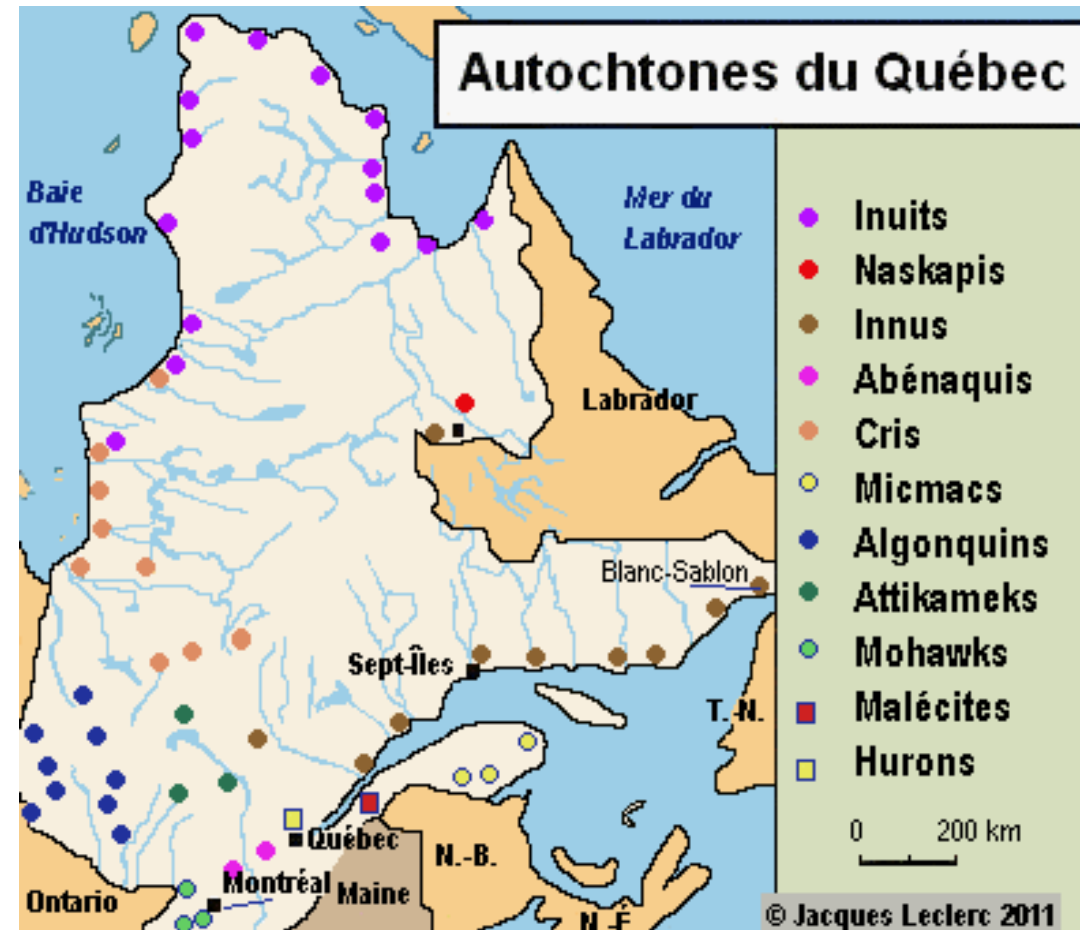 Autochtones du Québec
Baie
d'Hudson
Mer du
Labrador
Inuits
Naskapis
Innus
Abénaquis
Labrador
Cris
Micmacs
Algonquins
Blanc-Sablon
Attikameks
Sept-Îles
Mohawks
T.-N.
Malécites
Hurons
Québec
0 200 km
N.-B.
Montréal
Maine
Ontario
N.-É.
© Jacques Leclerc 2011